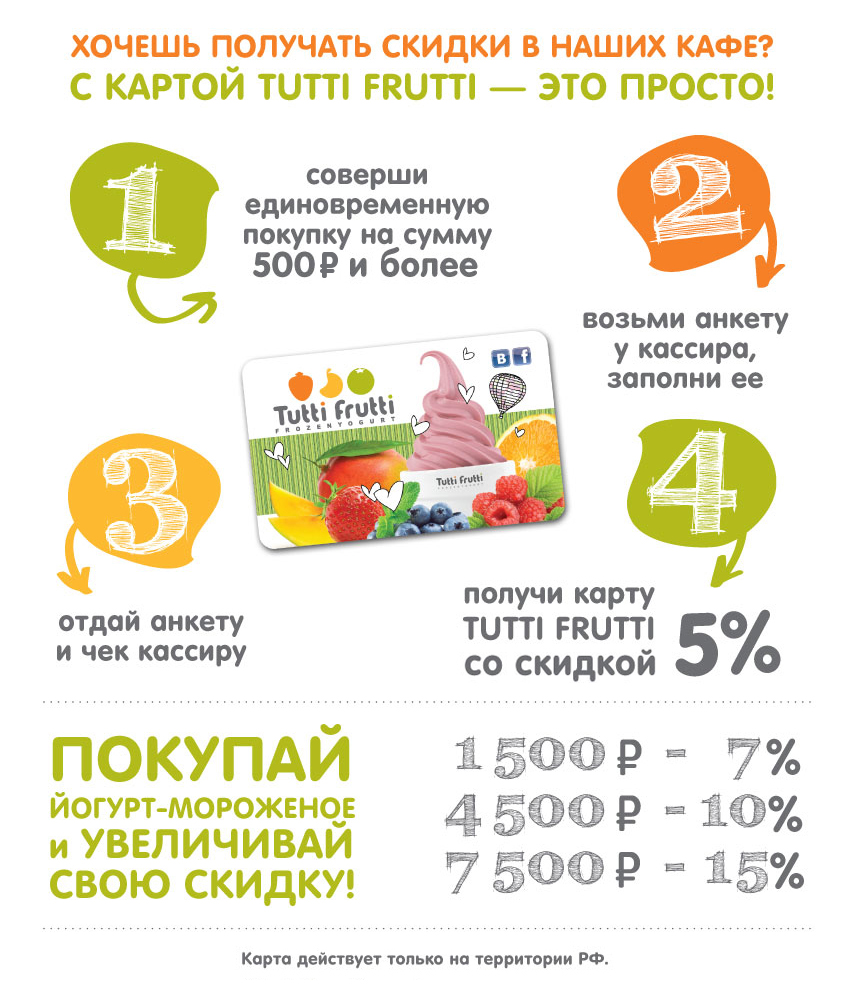 ХОЧЕШЬ ПОЛУЧАТЬ СКИДКИ В НАШИХ КАФЕ?
С КАРТОЙ TUTTI FRUTTI — ЭТО ПРОСТО!
1
соверши
единовременную
покупку на сумму
500₽ и более
2
возьми анкету
у кассира,
заполни ее
В f
Tutti Frutti
FROZENYOGURT
Tutti Frutti
3
отдай анкету
и чек кассиру
4
получи карту
TUTTI FRUTTI
со скидкой
5%
ПОКУПАЙ
ЙОГУРТ-МОРОЖЕНОЕ
и УВЕЛИЧИВАЙ
СВОЮ СКИДКУ!
1 500 ₽ - 7%
4 500 ₽ - 10%
7 500 ₽ - 15%
Карта действует только на территории РФ.